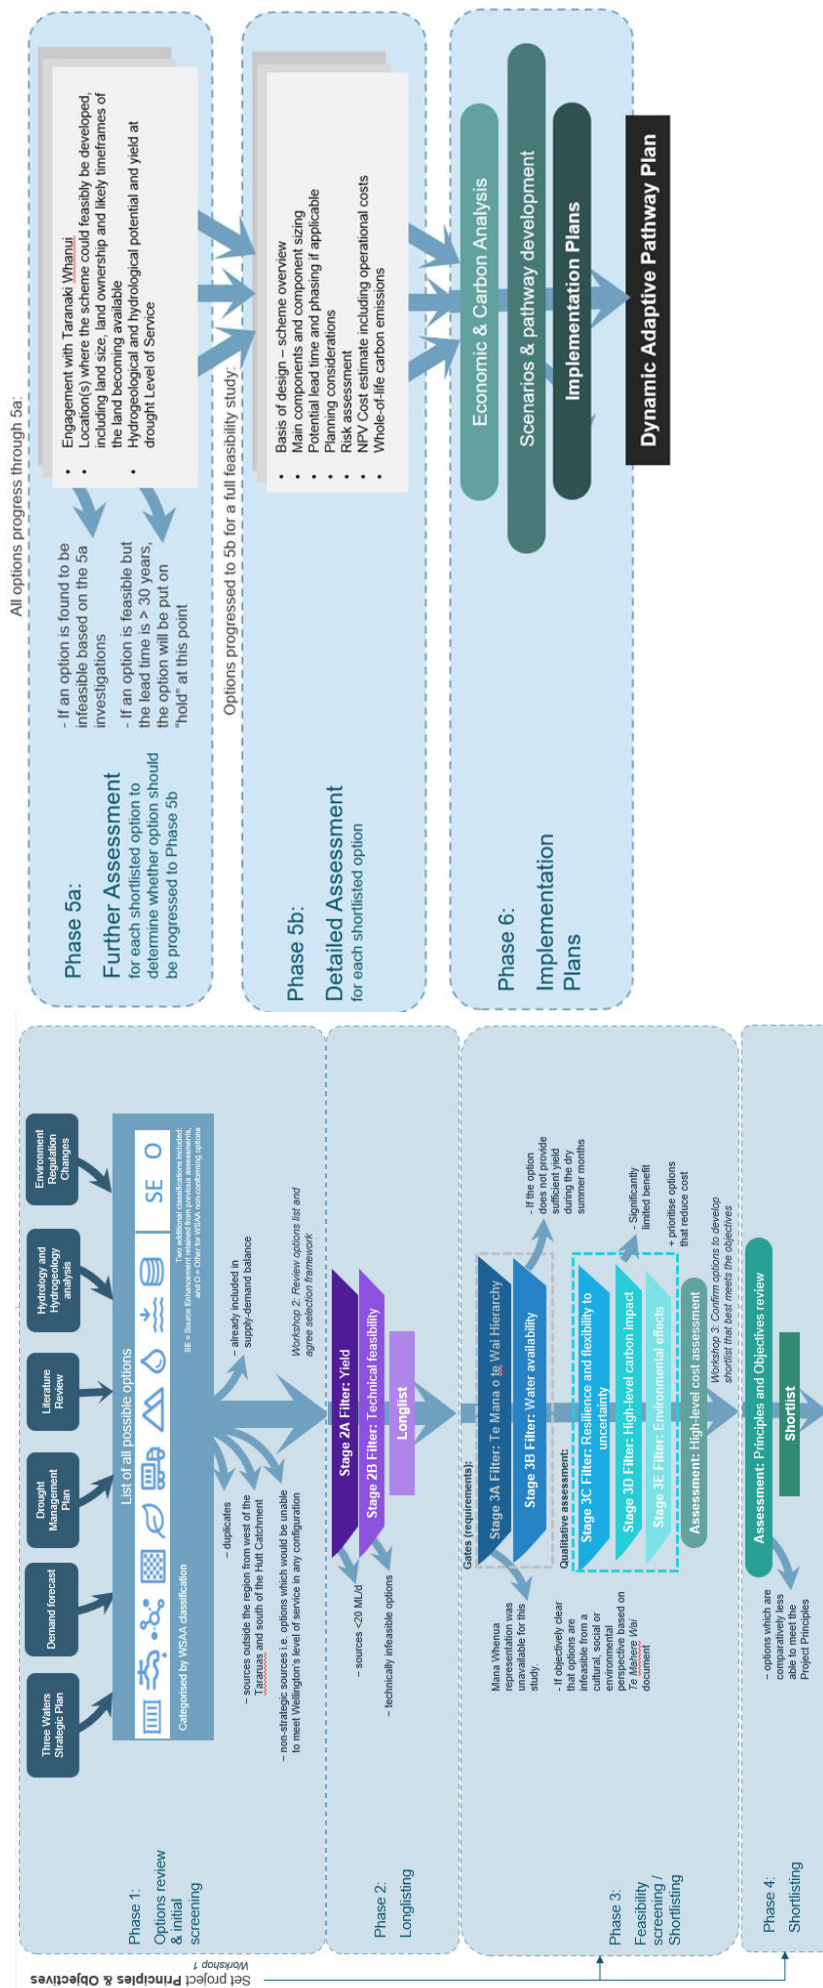 Set project Principles & Objectives
Workshop 1
Phase 1:
Options review
& initial
screening
Three Waters
Strategic Plan
Demand forecast
Drought
Management
Plan
Literature
Review
Hydrology and
Hydrogeology
analysis
Environment
Regulation
Changes
List of all possible options
SE
O
Categorised by WSAA classification
Two additional classifications included:
SE = Source Enhancement retained from previous assessments,
and O = Other for WSAA non-conforming options
– duplicates
– sources outside the region from west of the
Tararuas and south of the Hutt Catchment
– non-strategic sources i.e. options which would be unable
to meet Wellington's level of service in any configuration
– already included in
supply-demand balance
Workshop 2: Review options list and
agree selection framework
Phase 2:
Longlisting
Stage 2A Filter: Yield
Stage 2B Filter: Technical feasibility
Longlist
– sources <20 ML/d
– technically infeasible options
Phase 3:
Feasibility
screening /
Shortlisting
Gates (requirements):
Stage 3A Filter: Te Mana o te Wai Hierarchy
Stage 3B Filter: Water availability
Mana Whenua
representation was
unavailable for this
study.
- If objectively clear
that options are
infeasible from a
cultural, social or
environmental
perspective based on
Te Mahere Wai
document
- If the option
does not provide
sufficient yield
during the dry
summer months
Qualitative assessment:
Stage 3C Filter: Resilience and flexibility to
uncertainty
Stage 3D Filter: High-level carbon impact
Stage 3E Filter: Environmental effects
- Significantly
limited benefit
Assessment: High-level cost assessment
+ prioritise options
that reduce cost
Workshop 3: Confirm options to develop
shortlist that best meets the objectives
Phase 4:
Shortlisting
Assessment: Principles and Objectives review
Shortlist
– options which are
comparatively less
able to meet the
Project Principles
All options progress through 5a:
Phase 5a:
Further Assessment
for each shortlisted option to
determine whether option should
be progressed to Phase 5b
- If an option is found to be
infeasible based on the 5a
investigations
- If an option is feasible but
the lead time is > 30 years,
the option will be put on
"hold" at this point
• Engagement with Taranaki Whanui
• Location(s) where the scheme could feasibly be developed,
including land size, land ownership and likely timeframes of
the land becoming available
• Hydrogeological and hydrological potential and yield at
drought Level of Service
Options progressed to 5b for a full feasibility study:
Phase 5b:
Detailed Assessment
for each shortlisted option
• Basis of design – scheme overview
• Main components and component sizing
• Potential lead time and phasing if applicable
• Planning considerations
• Risk assessment
• NPV Cost estimate including operational costs
• Whole-of-life carbon emissions
Phase 6:
Implementation
Plans
Economic & Carbon Analysis
Scenarios & pathway development
Implementation Plans
Dynamic Adaptive Pathway Plan